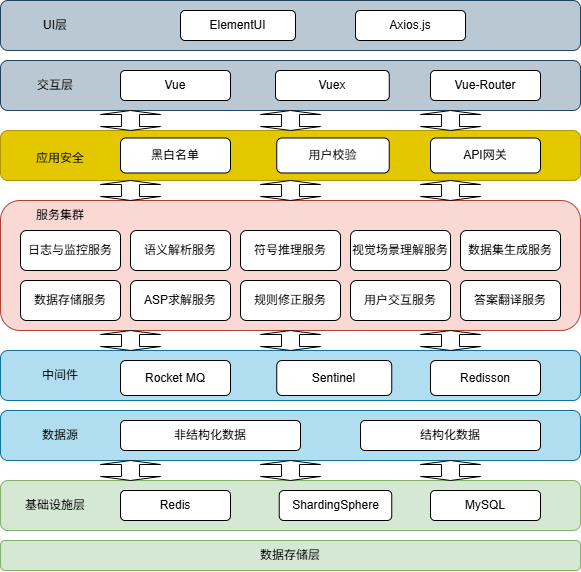 UI层
ElementUI
Axios.js
交互层
Vue
Vuex
Vue-Router
应用安全
黑白名单
用户校验
API网关
服务集群
日志与监控服务
语义解析服务
符号推理服务
视觉场景理解服务
数据集生成服务
数据存储服务
ASP求解服务
规则修正服务
用户交互服务
答案翻译服务
中间件
Rocket MQ
Sentinel
Redisson
数据源
非结构化数据
结构化数据
基础设施层
Redis
ShardingSphere
MySQL
数据存储层